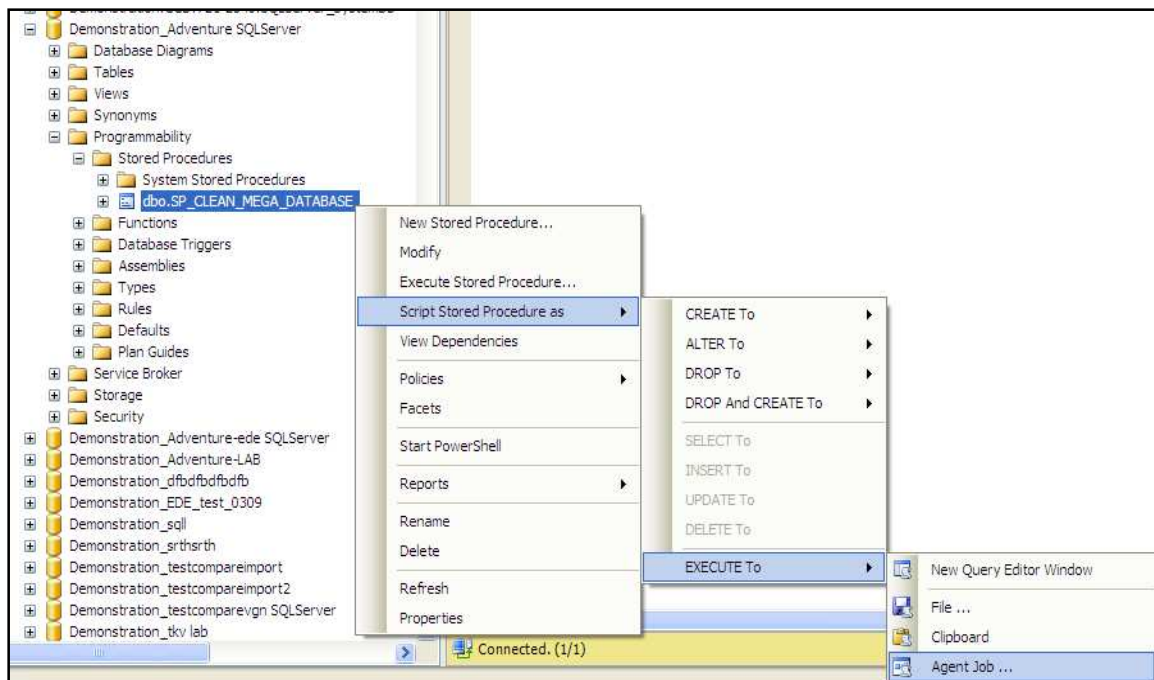 Demonstration_Adventure SQLServer
Database Diagrams
Tables
Views
Synonyms
Programmability
Stored Procedures
System Stored Procedures
dbo.SP_CLEAN_MEGA_DATABASE
Functions
Database Triggers
Assemblies
Types
Rules
Defaults
Plan Guides
Service Broker
Storage
Security
Demonstration_Adventure-ede SQLServer
Demonstration_Adventure-LAB
Demonstration_dfbdfbdfbdfb
Demonstration_EDE_test_0309
Demonstration_sqll
Demonstration_srthsrth
Demonstration_testcompareimport
Demonstration_testcompareimport2
Demonstration_testcomparevgn SQLServer
Demonstration_tkv lab
New Stored Procedure...
Modify
Execute Stored Procedure...
Script Stored Procedure as
View Dependencies
Policies
Facets
Start PowerShell
Reports
Rename
Delete
Refresh
Properties
CREATE To
ALTER To
DROP To
DROP And CREATE To
SELECT To
INSERT To
UPDATE To
DELETE To
EXECUTE To
New Query Editor Window
File ...
Clipboard
Agent Job ...
Connected. (1/1)